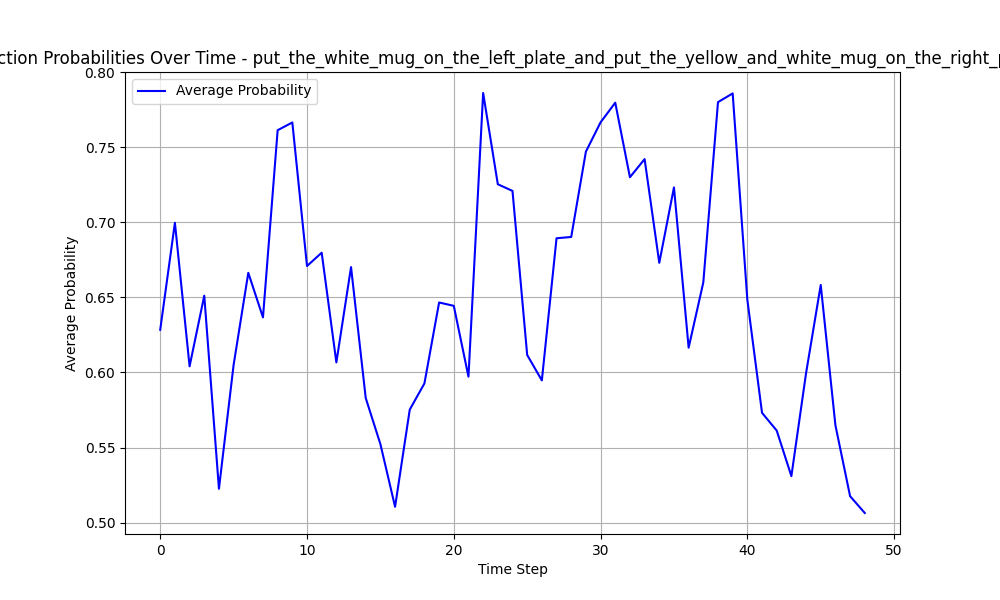 ction Probabilities Over Time - put_the_white_mug_on_the_left_plate_and_put_the_yellow_and_white_mug_on_the_right_p
Average Probability
Average Probability
0.80
0.75
0.70
0.65
0.60
0.55
0.50
0 10 20 30 40 50
Time Step